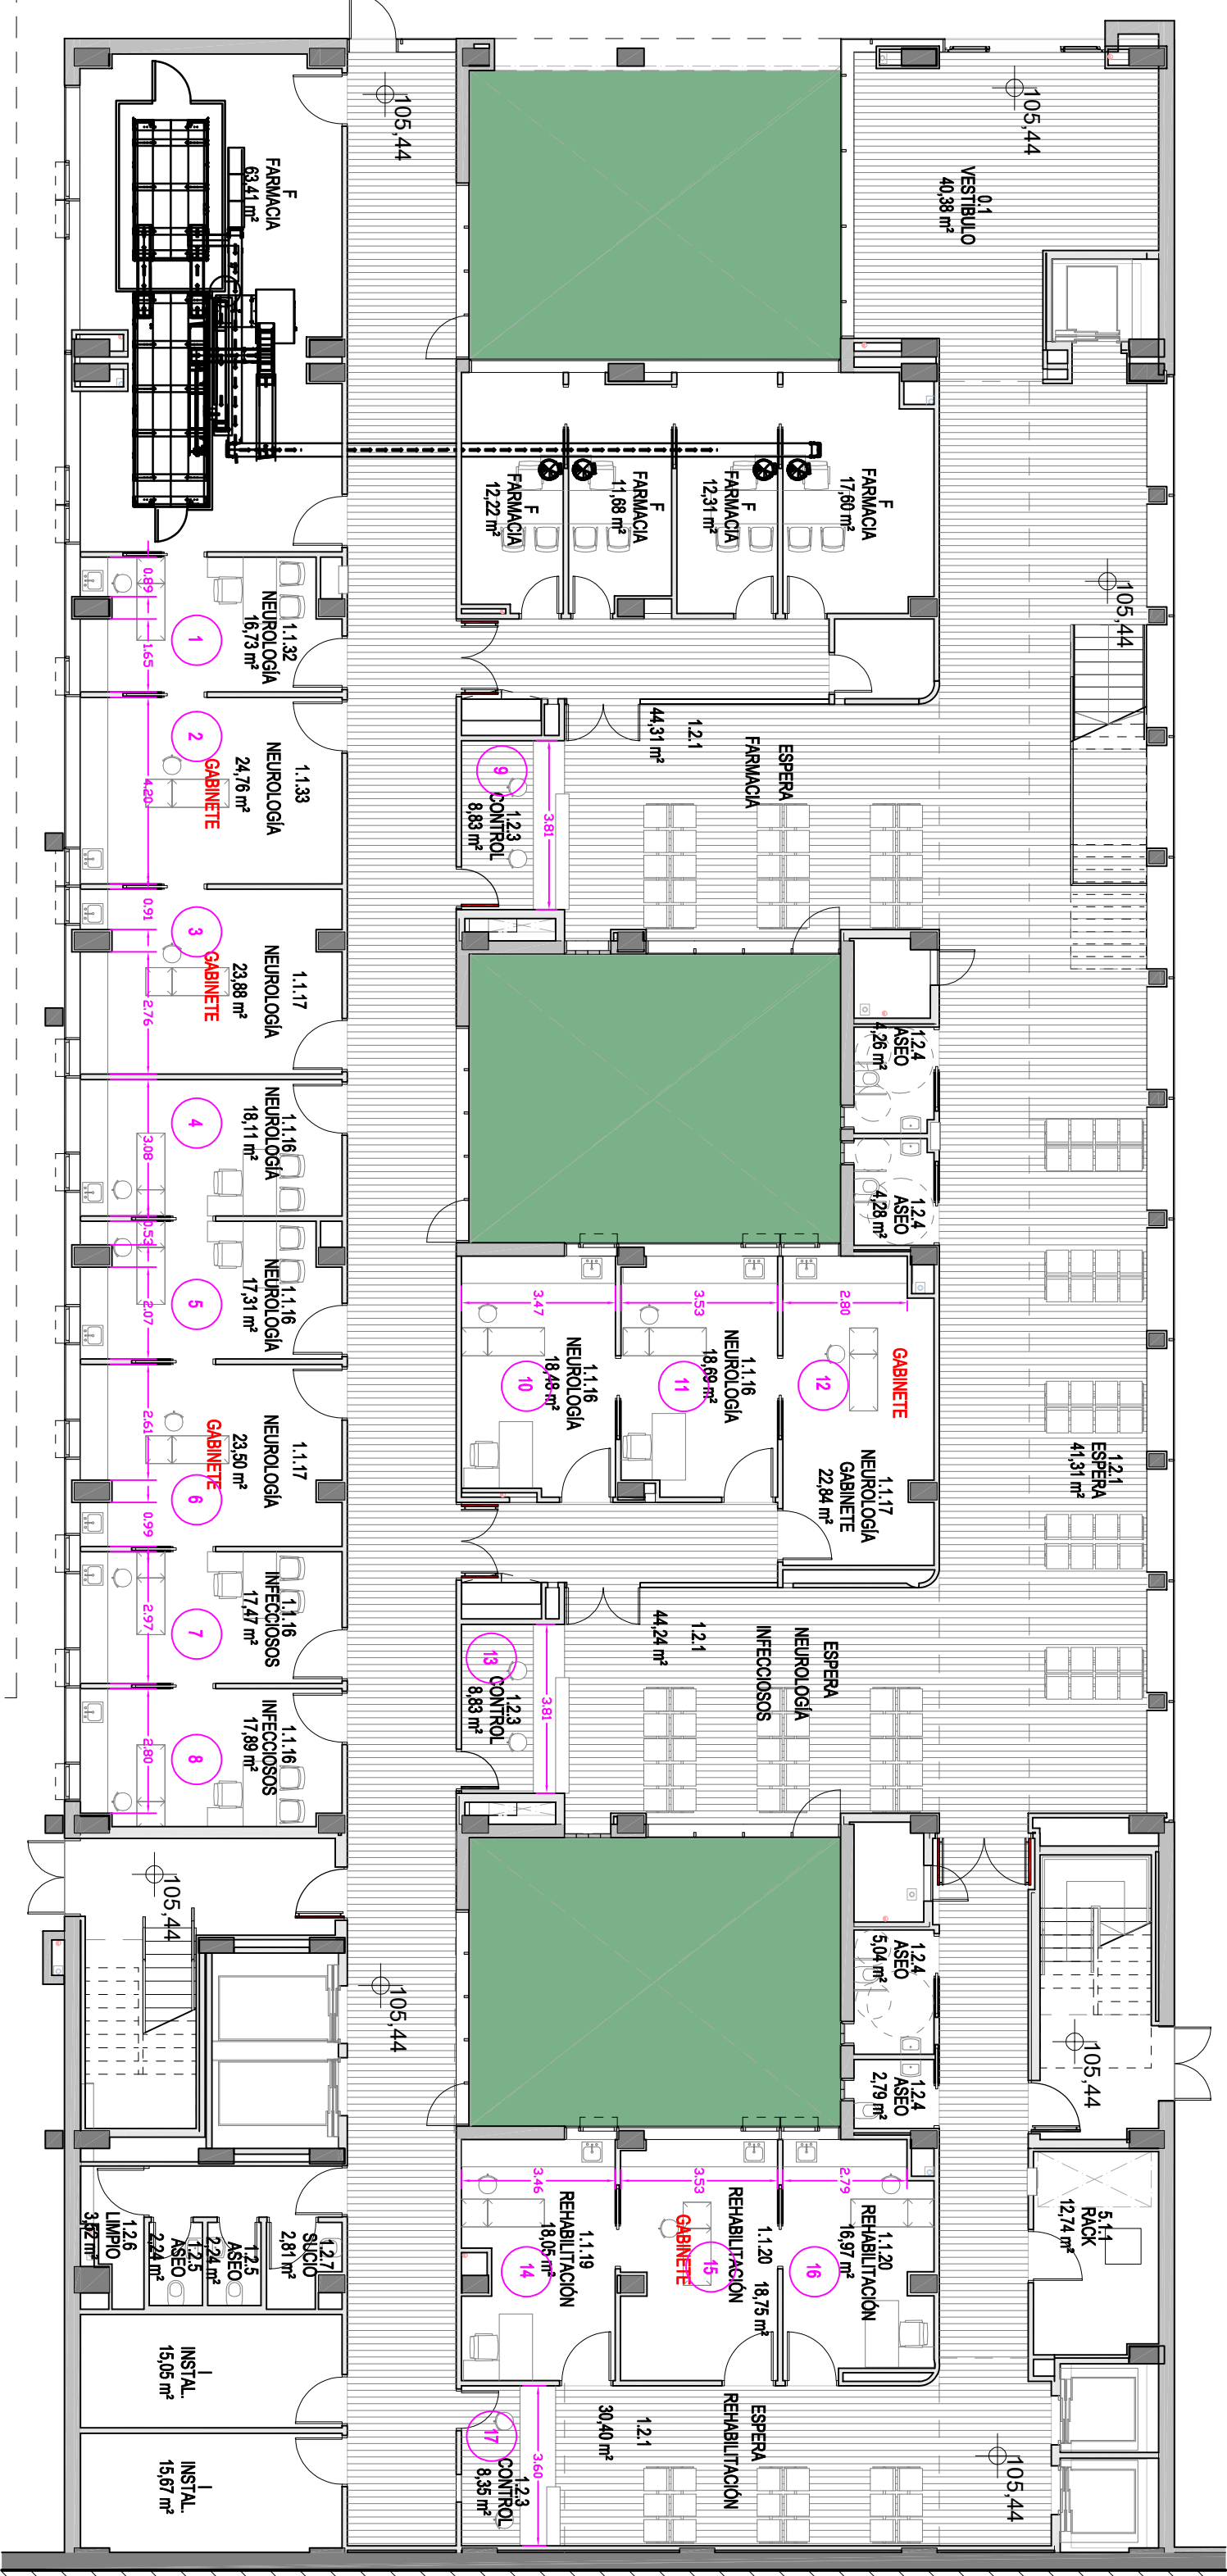 105,44
105,44
0.1
VESTÍBULO
40,38 m²
F
FARMACIA
63,41 m²
F
FARMACIA
17,60 m²
F
FARMACIA
12,31 m²
F
FARMACIA
11,68 m²
F
FARMACIA
12,22 m²
105,44
1.1.32
NEUROLOGÍA
16,73 m²
1
0.89
1.65
1.1.33
NEUROLOGÍA
24,76 m²
GABINETE
2
4.20
1.2.1
44,31 m²
ESPERA
FARMACIA
9
1.2.3
CONTROL
8,83 m²
3.81
1.1.17
NEUROLOGÍA
23,88 m²
GABINETE
3
0.91
2.76
1.2.4
ASEO
4,26 m²
1.2.4
ASEO
4,28 m²
1.1.16
NEUROLOGÍA
18,11 m²
4
3.08
1.1.16
NEUROLOGÍA
17,31 m²
5
0.53
2.07
3.47
3.53
2.80
1.1.16
NEUROLOGÍA
18,48 m²
10
1.1.16
NEUROLOGÍA
18,69 m²
11
GABINETE
12
1.1.17
NEUROLOGÍA
GABINETE
22,84 m²
1.2.1
ESPERA
41,31 m²
1.1.17
NEUROLOGÍA
23,50 m²
GABINETE
6
2.61
0.99
1.1.16
INFECCIOSOS
17,47 m²
7
2.97
1.1.16
INFECCIOSOS
17,89 m²
8
2.80
1.2.1
44,24 m²
ESPERA
NEUROLOGÍA
INFECCIOSOS
13
1.2.3
CONTROL
8,83 m²
3.81
105,44
105,44
105,44
1.2.4
ASEO
5,04 m²
1.2.4
ASEO
2,79 m²
3.46
3.53
2.79
1.1.19
REHABILITACIÓN
18,05 m²
14
1.1.20
REHABILITACIÓN
18,75 m²
GABINETE
15
1.1.20
REHABILITACIÓN
16,97 m²
16
5.1.1
RACK
12,74 m²
1.2.7
SUCIO
2,81 m²
1.2.5
ASEO
2,24 m²
1.2.5
ASEO
2,24 m²
1.2.6
LIMPIO
3,52 m²
I
INSTAL.
15,05 m²
I
INSTAL.
15,67 m²
1.2.1
30,40 m²
ESPERA
REHABILITACIÓN
17
1.2.3
CONTROL
8,35 m²
3.60
105,44